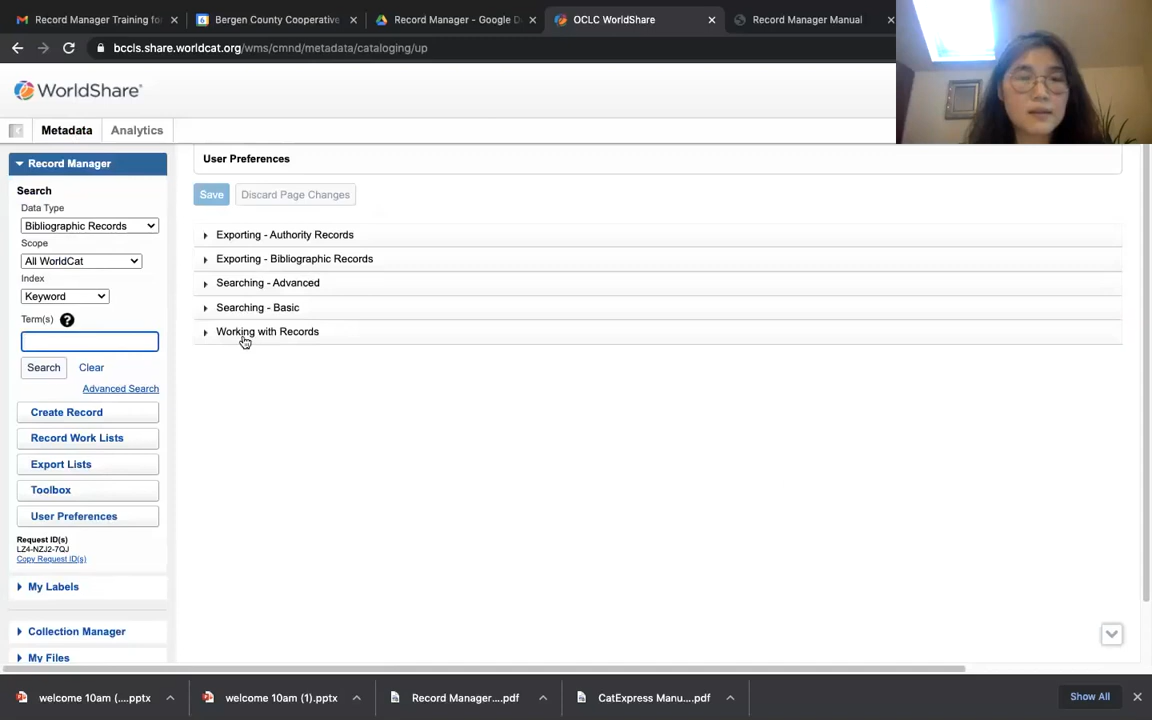 Record Manager Training fo
Bergen County Cooperative
Record Manager - Google D
OCLC WorldShare
Record Manager Manual
bccls.share.worldcat.org/wms/cmnd/metadata/cataloging/up
WorldShare®
Metadata
Analytics
Record Manager
Search
Data Type
Bibliographic Records
Scope
All WorldCat
Index
Keyword
Term(s) ?
Search
Clear
Advanced Search
Create Record
Record Work Lists
Export Lists
Toolbox
User Preferences
Request ID(s)
LZ4-NZJ2-7QJ
Copy Request ID(s)
My Labels
Collection Manager
My Files
User Preferences
Save
Discard Page Changes
Exporting - Authority Records
Exporting - Bibliographic Records
Searching - Advanced
Searching - Basic
Working with Records
welcome 10am (....pptx
welcome 10am (1).pptx
Record Manager....pdf
CatExpress Manu....pdf
Show All